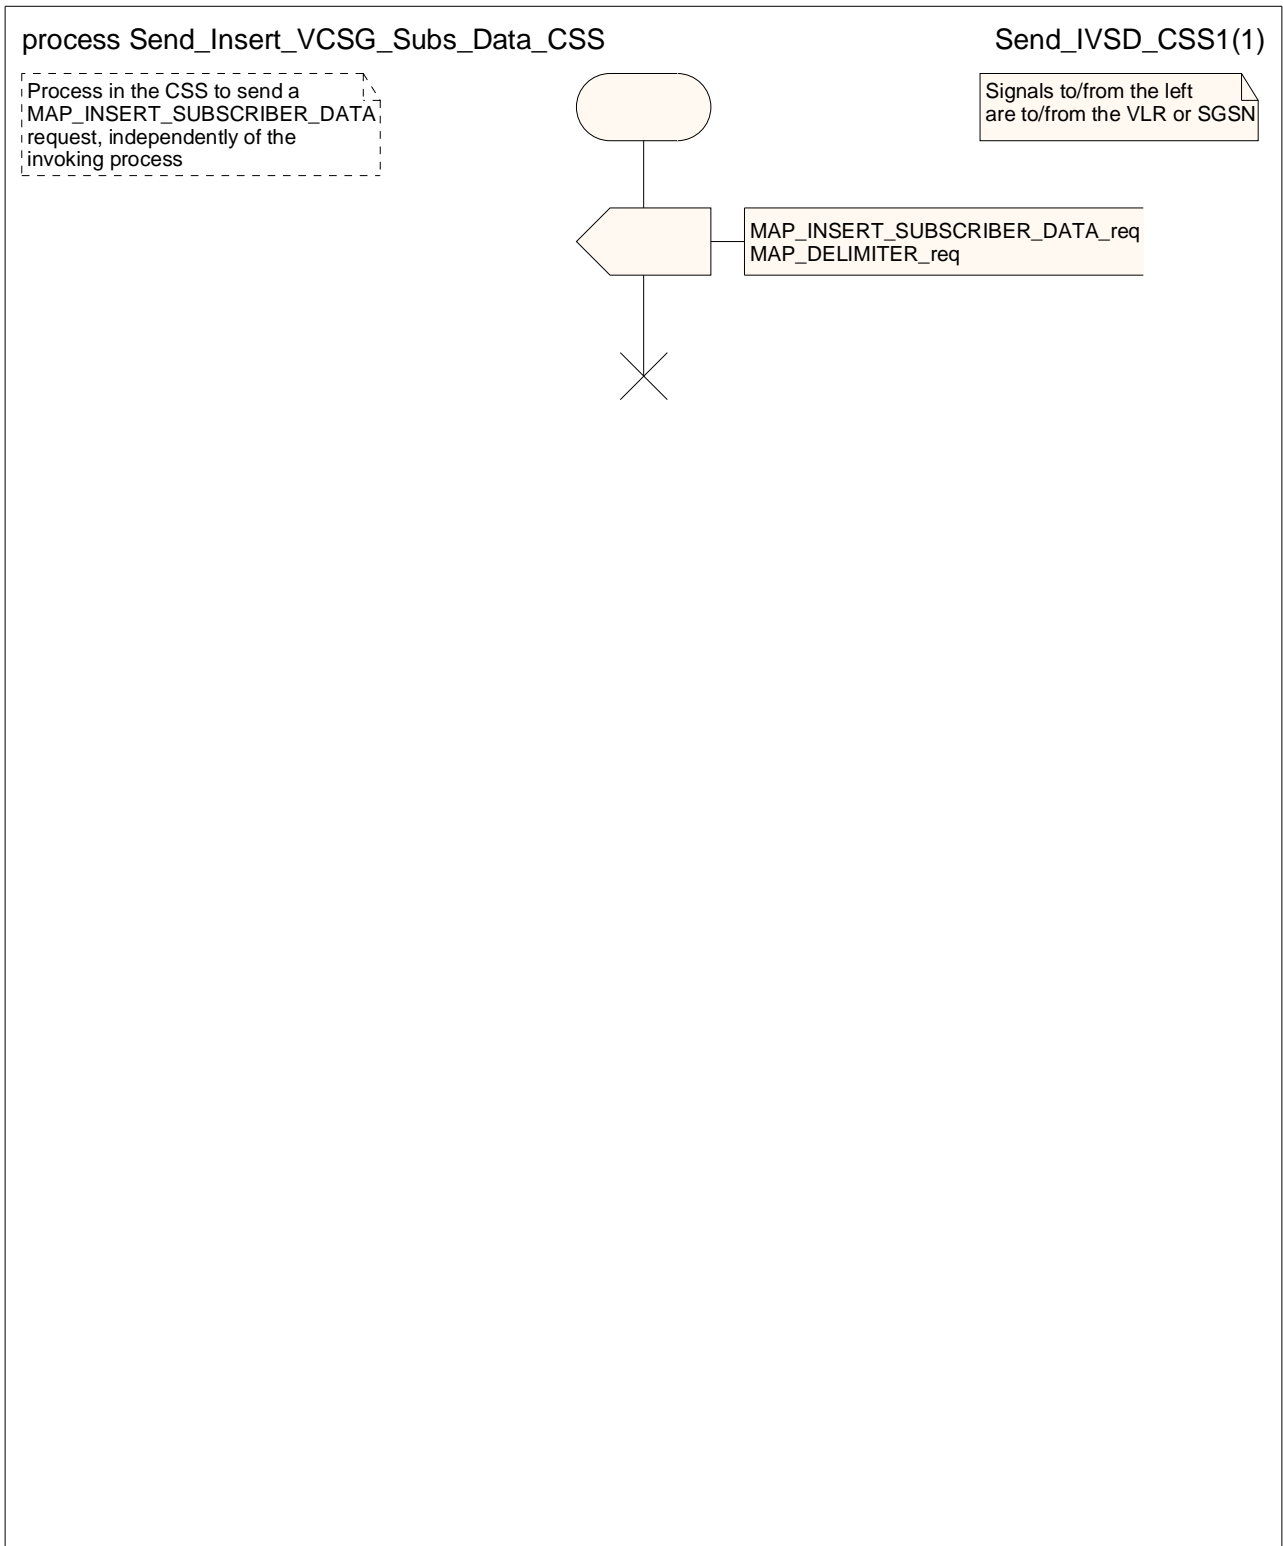 process Send_Insert_VCSG_Subs_Data_CSS
Send_IVSD_CSS1(1)
Process in the CSS to send a
MAP_INSERT_SUBSCRIBER_DATA
request, independently of the
invoking process
Signals to/from the left
are to/from the VLR or SGSN
MAP_INSERT_SUBSCRIBER_DATA_req
MAP_DELIMITER_req